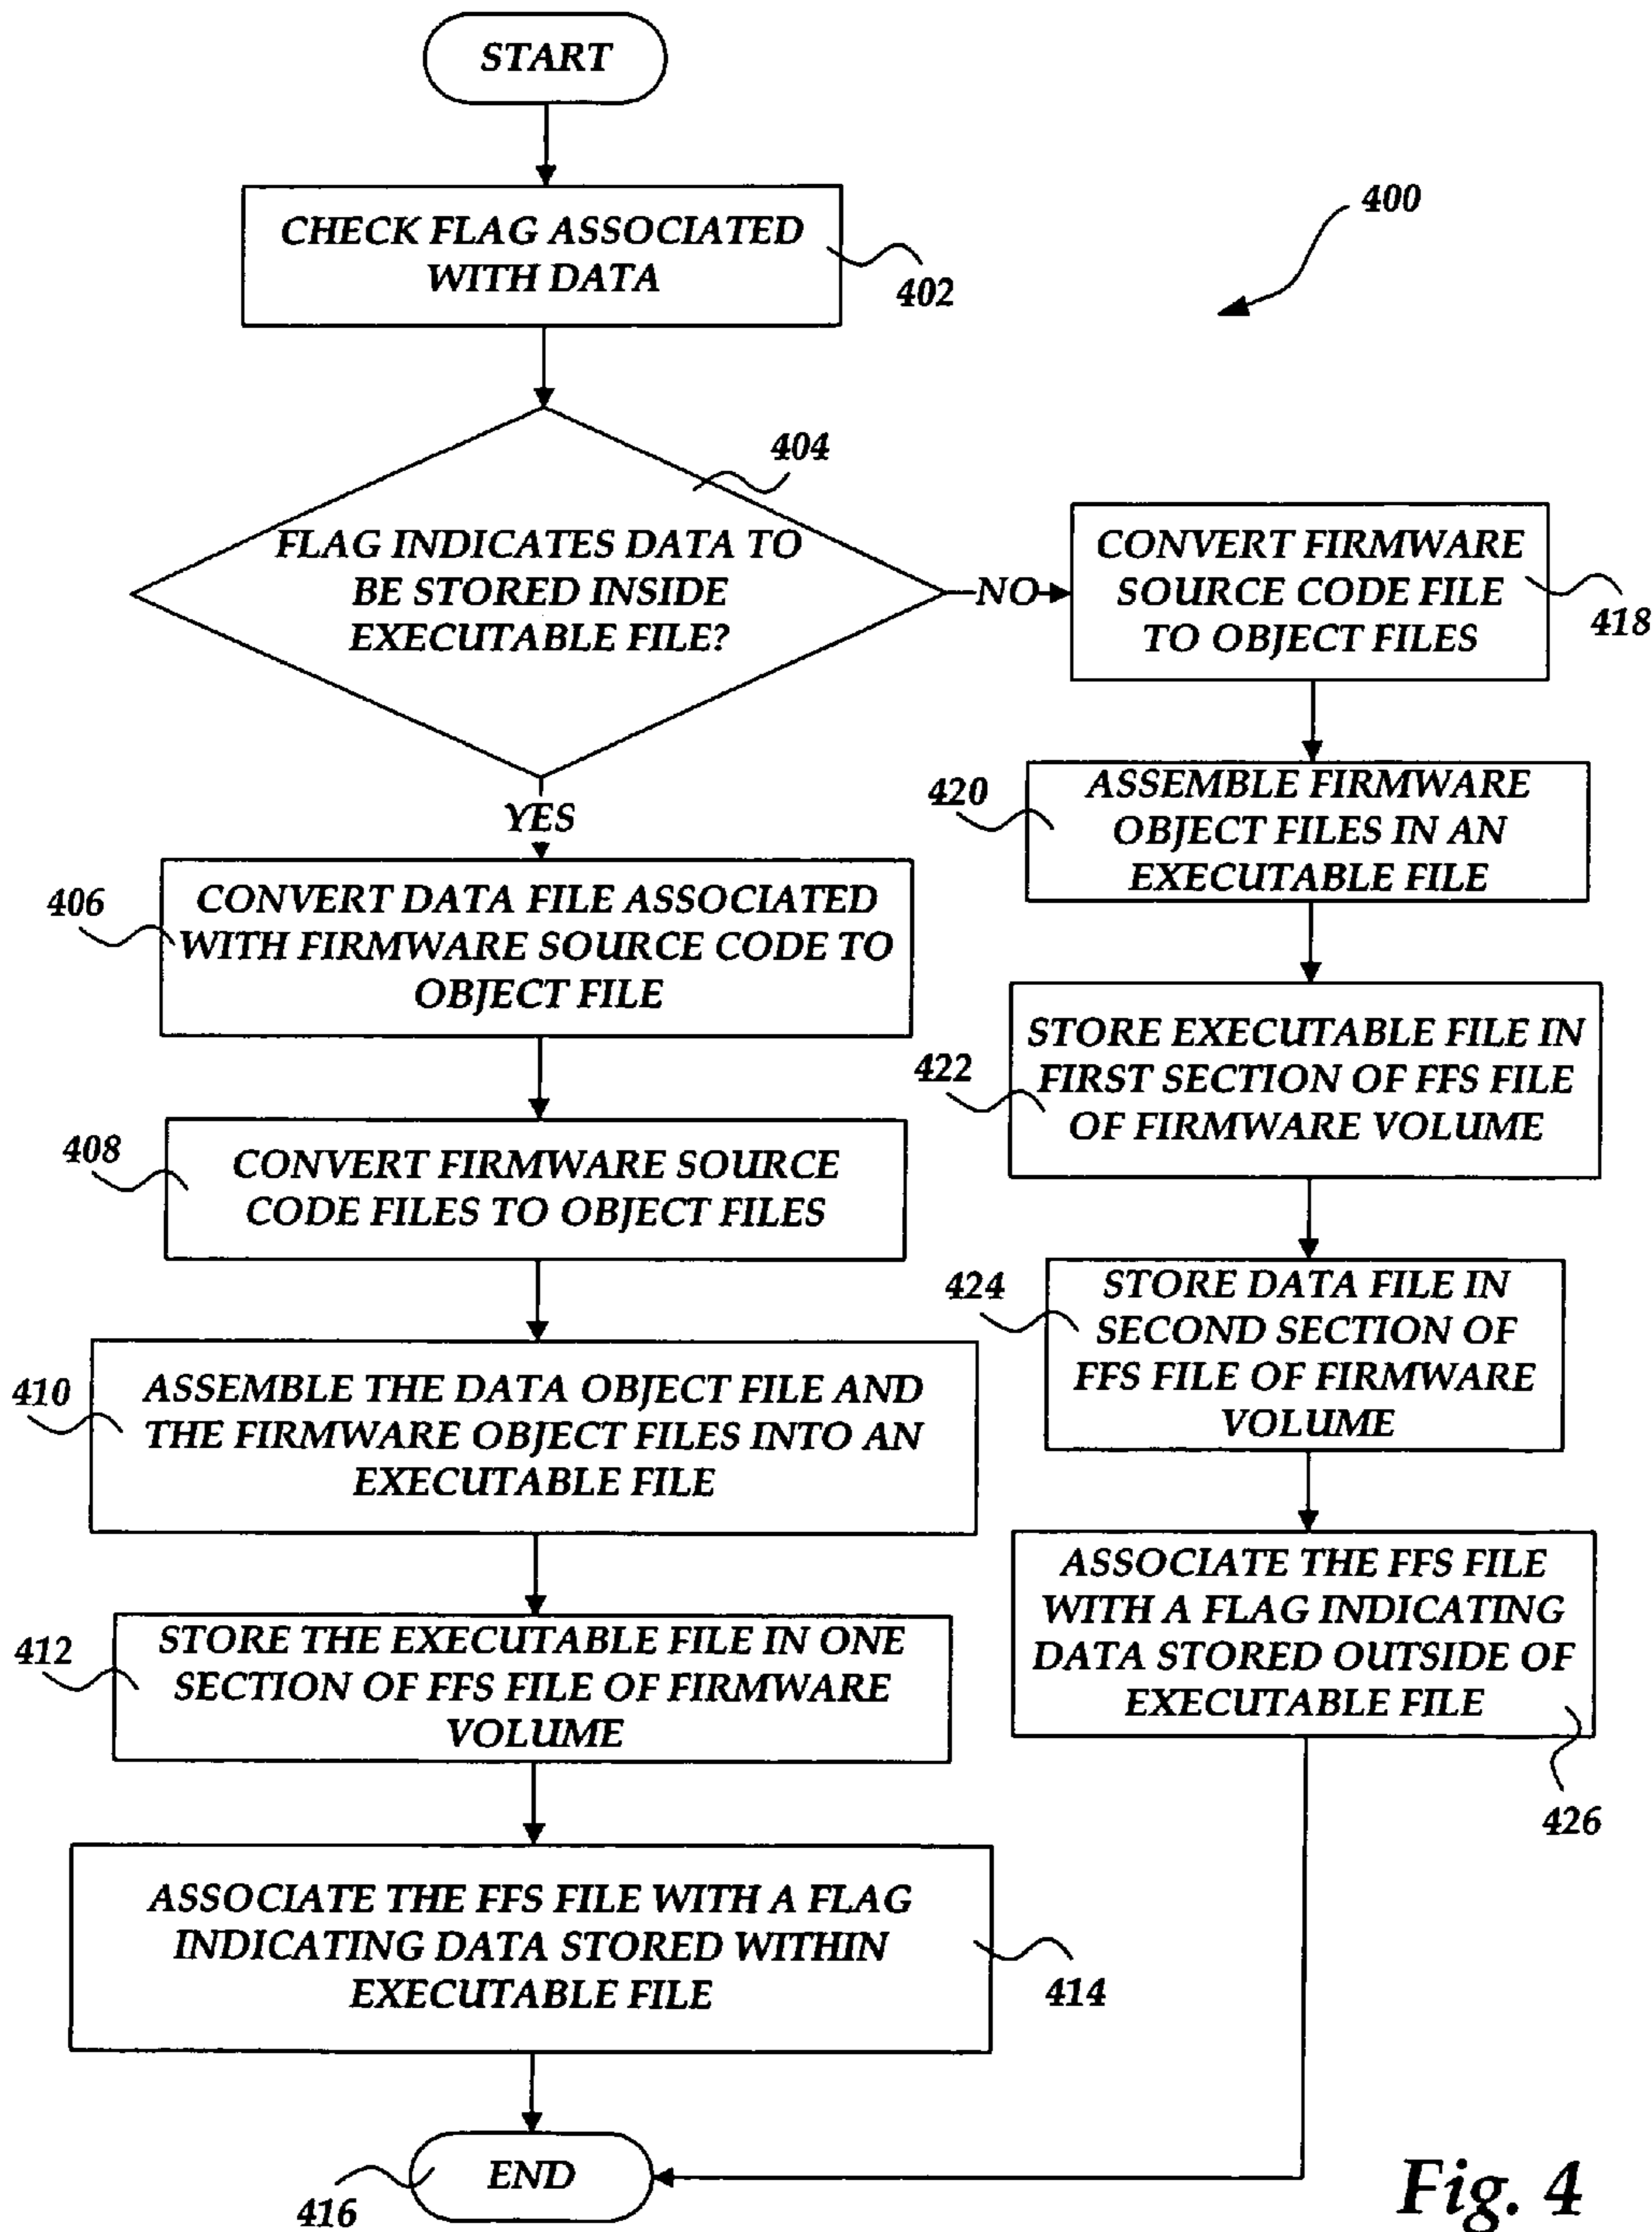 START
400
CHECK FLAG ASSOCIATED
WITH DATA
402
404
FLAG INDICATES DATA TO
BE STORED INSIDE
EXECUTABLE FILE?
NO
YES
406
CONVERT DATA FILE ASSOCIATED
WITH FIRMWARE SOURCE CODE TO
OBJECT FILE
408
CONVERT FIRMWARE SOURCE
CODE FILES TO OBJECT FILES
410
ASSEMBLE THE DATA OBJECT FILE AND
THE FIRMWARE OBJECT FILES INTO AN
EXECUTABLE FILE
412
STORE THE EXECUTABLE FILE IN ONE
SECTION OF FFS FILE OF FIRMWARE
VOLUME
ASSOCIATE THE FFS FILE WITH A FLAG
INDICATING DATA STORED WITHIN
EXECUTABLE FILE
414
CONVERT FIRMWARE
SOURCE CODE FILE
TO OBJECT FILES
418
420
ASSEMBLE FIRMWARE
OBJECT FILES IN AN
EXECUTABLE FILE
422
STORE EXECUTABLE FILE IN
FIRST SECTION OF FFS FILE
OF FIRMWARE VOLUME
424
STORE DATA FILE IN
SECOND SECTION OF
FFS FILE OF FIRMWARE
VOLUME
ASSOCIATE THE FFS FILE
WITH A FLAG INDICATING
DATA STORED OUTSIDE OF
EXECUTABLE FILE
426
END
416
Fig. 4